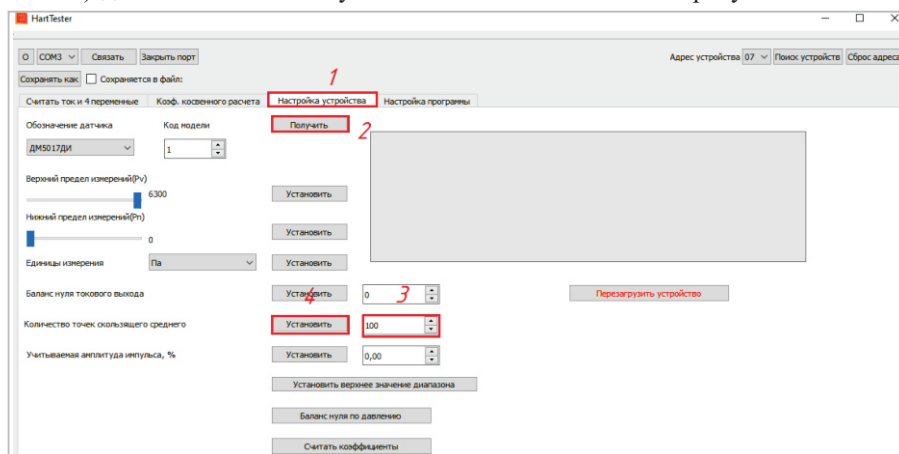 HartTester
О COM3 Связать Закрыть порт Адрес устройства 07 Поиск устройств Сброс адреса
Сохранять как Сохраняется в файл:
1
Считать ток и 4 переменные Коэф. косвенного расчета Настройка устройства Настройка программы
Обозначение датчика Код модели Получить 2
ДМ5017ДИ 1
Верхний предел измерений(Pv)
6300 Установить
Нижний предел измерений(Pn)
0 Установить
Единицы измерения Па Установить
Баланс нуля токового выхода Установить 0 Перезагрузить устройство
4 3
Количество точек скользящего среднего Установить 100
Учитываемая амплитуда импульса, % Установить 0,00
Установить верхнее значение диапазона
Баланс нуля по давлению
Считать коэффициенты